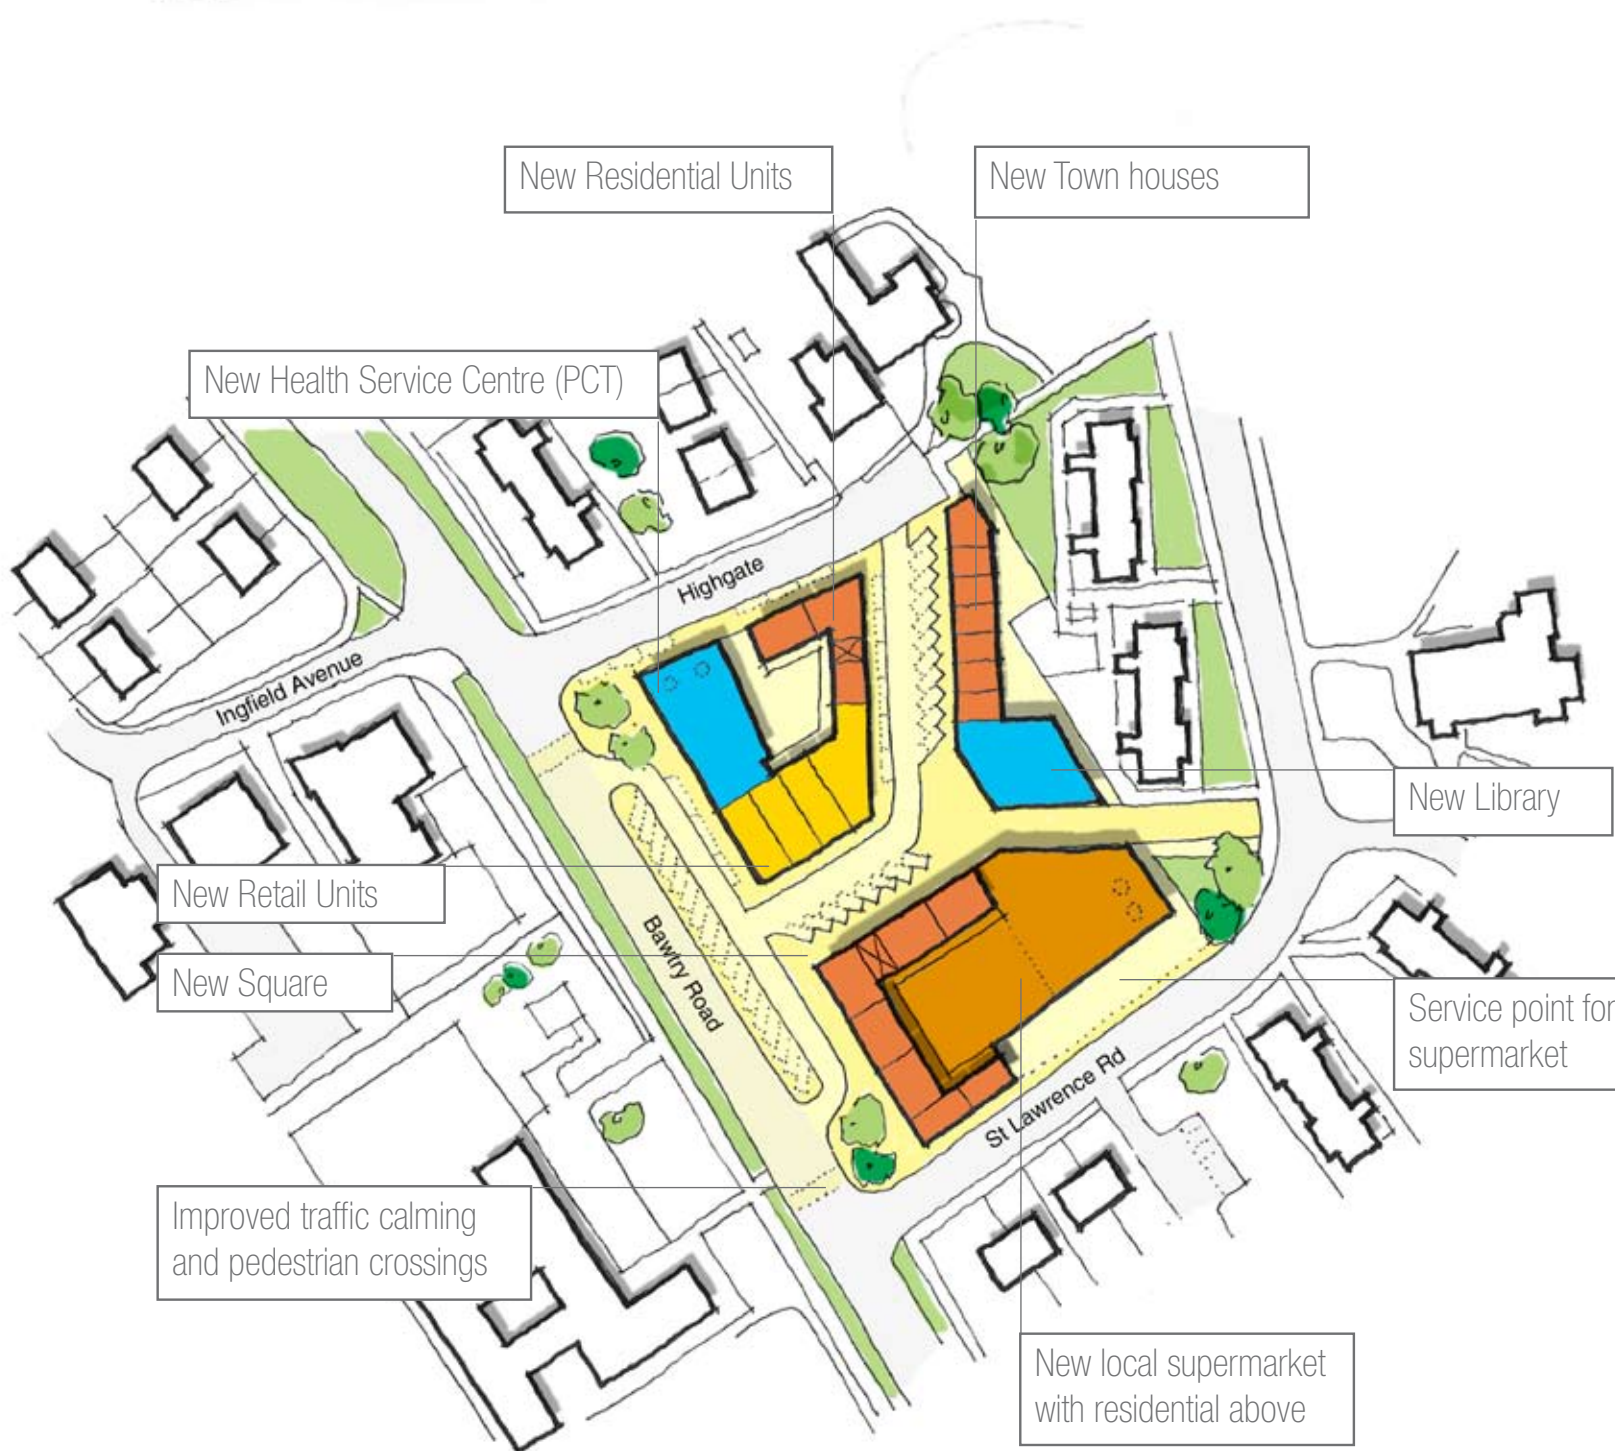 New Residential Units
New Town houses
New Health Service Centre (PCT)
Highgate
Ingfield Avenue
New Library
New Retail Units
Bawtry Road
New Square
Service point for
supermarket
St Lawrence Rd
Improved traffic calming
and pedestrian crossings
New local supermarket
with residential above